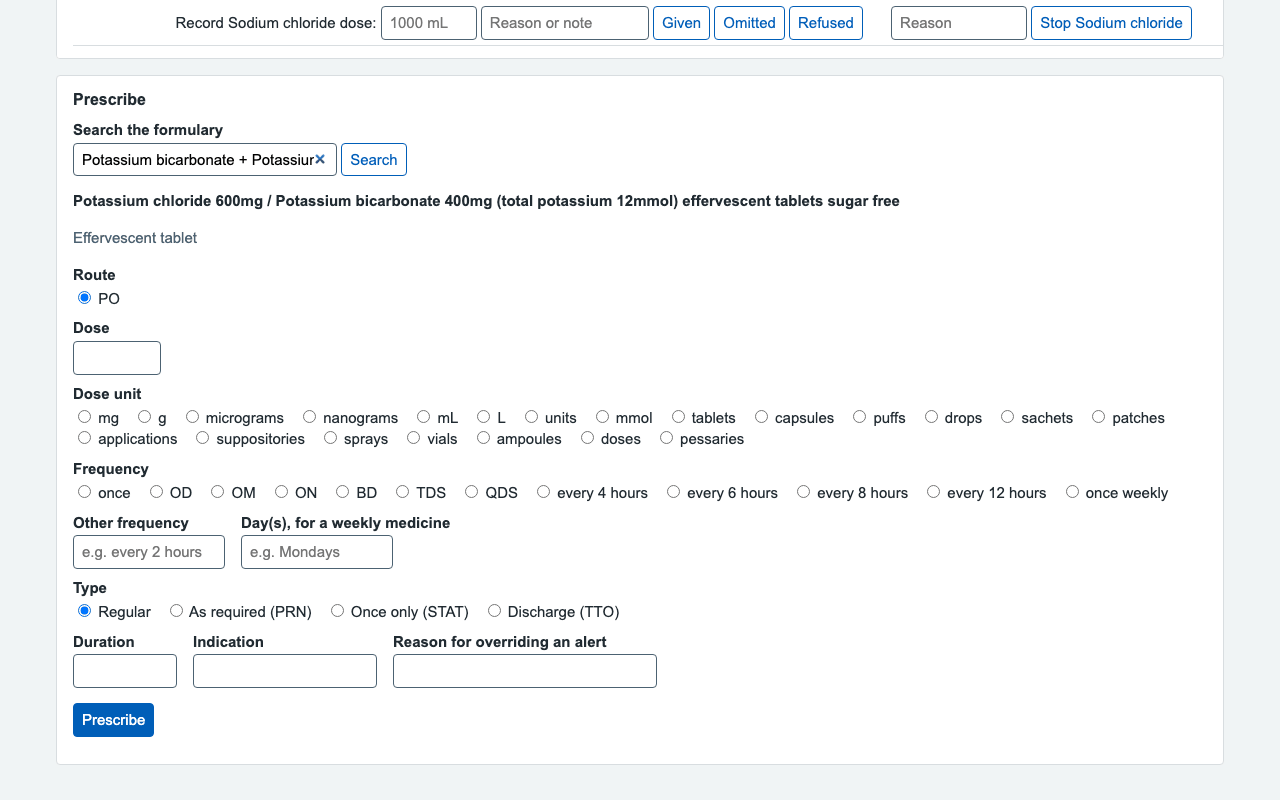 Record Sodium chloride dose: 1000 mL Reason or note Given Omitted Refused Reason Stop Sodium chloride
Prescribe
Search the formulary
Potassium bicarbonate + Potassiur × Search
Potassium chloride 600mg / Potassium bicarbonate 400mg (total potassium 12mmol) effervescent tablets sugar free
Effervescent tablet
Route
PO
Dose
Dose unit
mg g micrograms nanograms mL L units mmol tablets capsules puffs drops sachets patches
applications suppositories sprays vials ampoules doses pessaries
Frequency
once OD OM ON BD TDS QDS every 4 hours every 6 hours every 8 hours every 12 hours once weekly
Other frequency Day(s), for a weekly medicine
e.g. every 2 hours e.g. Mondays
Type
Regular As required (PRN) Once only (STAT) Discharge (TTO)
Duration Indication Reason for overriding an alert
Prescribe